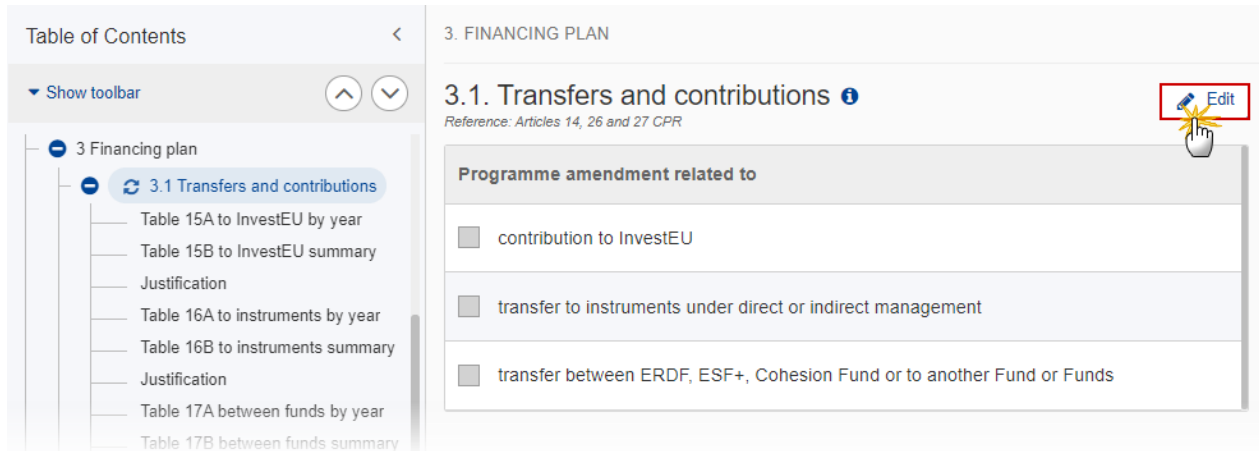 Table of Contents
Show toolbar
3 Financing plan
3.1 Transfers and contributions
Table 15A to InvestEU by year
Table 15B to InvestEU summary
Justification
Table 16A to instruments by year
Table 16B to instruments summary
Justification
Table 17A between funds by year
Table 17B between funds summary
3. FINANCING PLAN
3.1. Transfers and contributions
Edit
Reference: Articles 14, 26 and 27 CPR
Programme amendment related to
contribution to InvestEU
transfer to instruments under direct or indirect management
transfer between ERDF, ESF+, Cohesion Fund or to another Fund or Funds